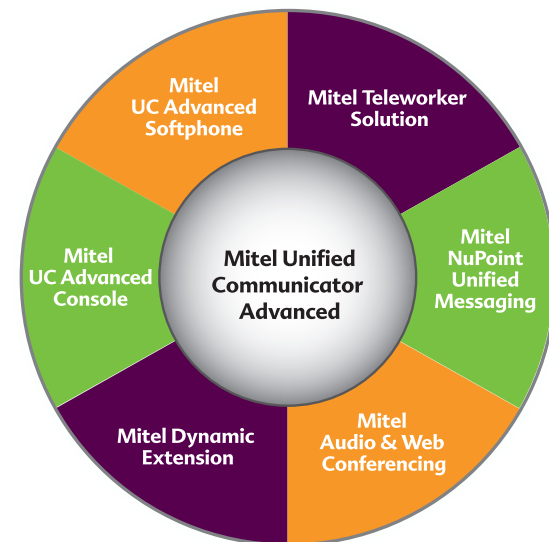 Mitel
UC Advanced
Softphone
Mitel Teleworker
Solution
Mitel
NuPoint
Unified
Messaging
Mitel
Audio & Web
Conferencing
Mitel Dynamic
Extension
Mitel
UC Advanced
Console
Mitel Unified
Communicator
Advanced